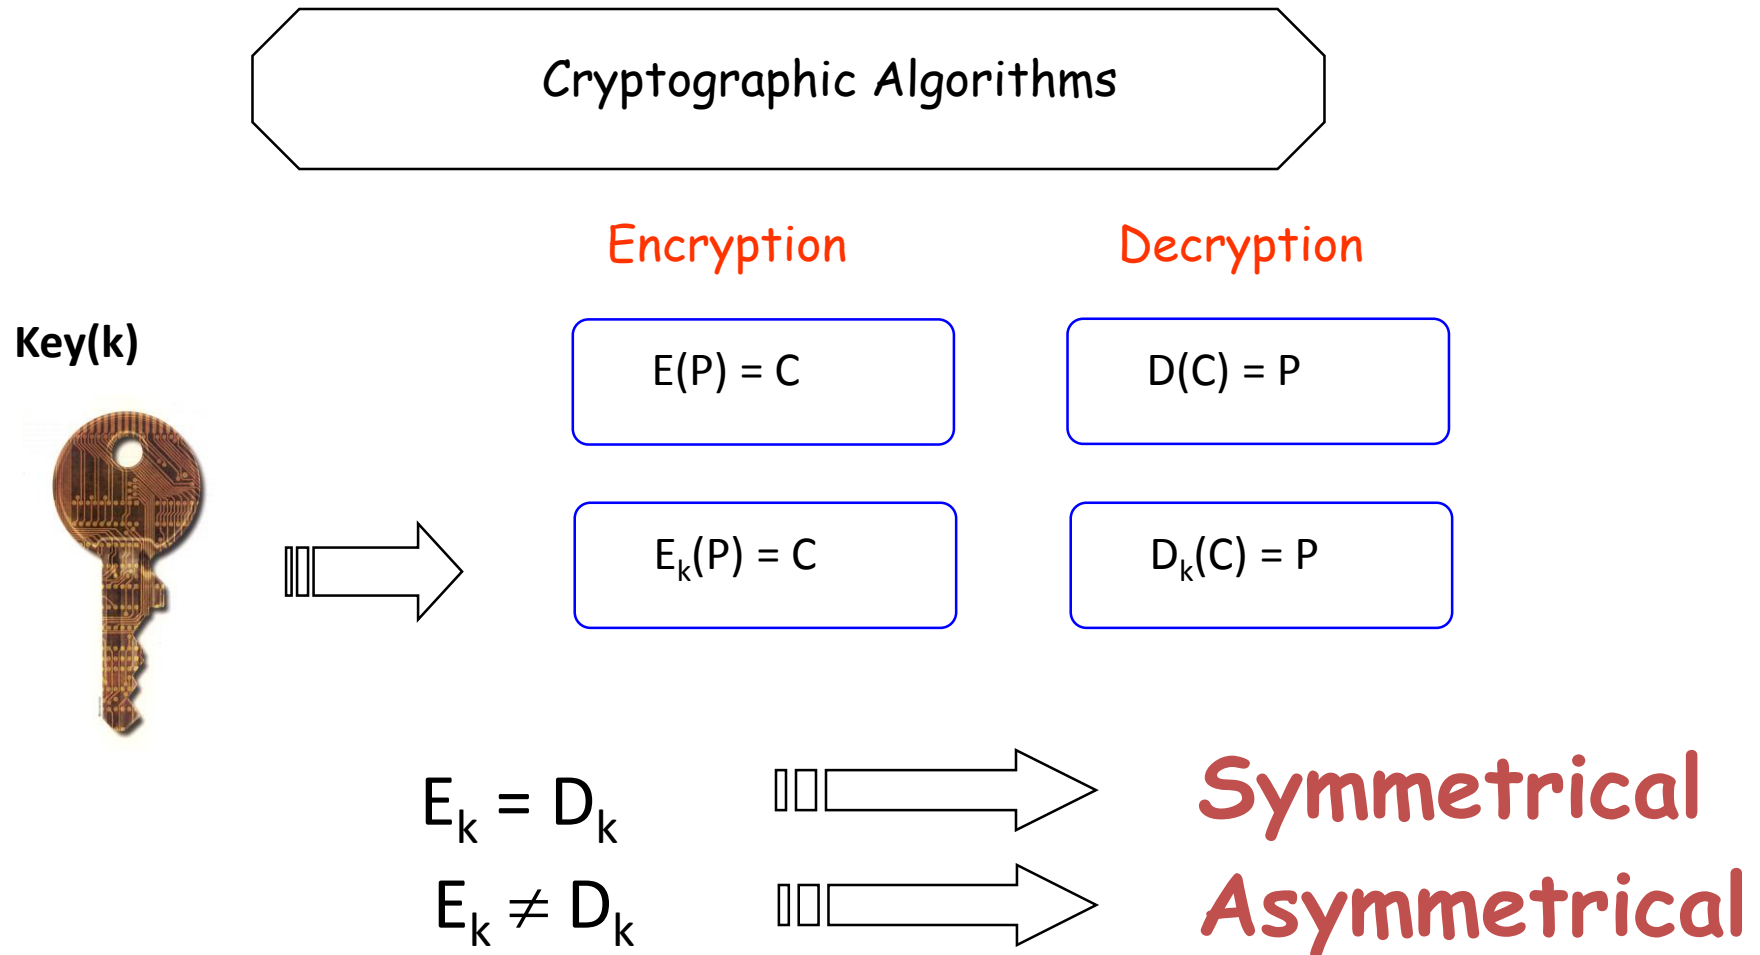 Cryptographic Algorithms
Encryption Decryption
Key(k)
E(P) = C D(C) = P
Eₖ(P) = C Dₖ(C) = P
Eₖ = Dₖ Symmetrical
Eₖ ≠ Dₖ Asymmetrical